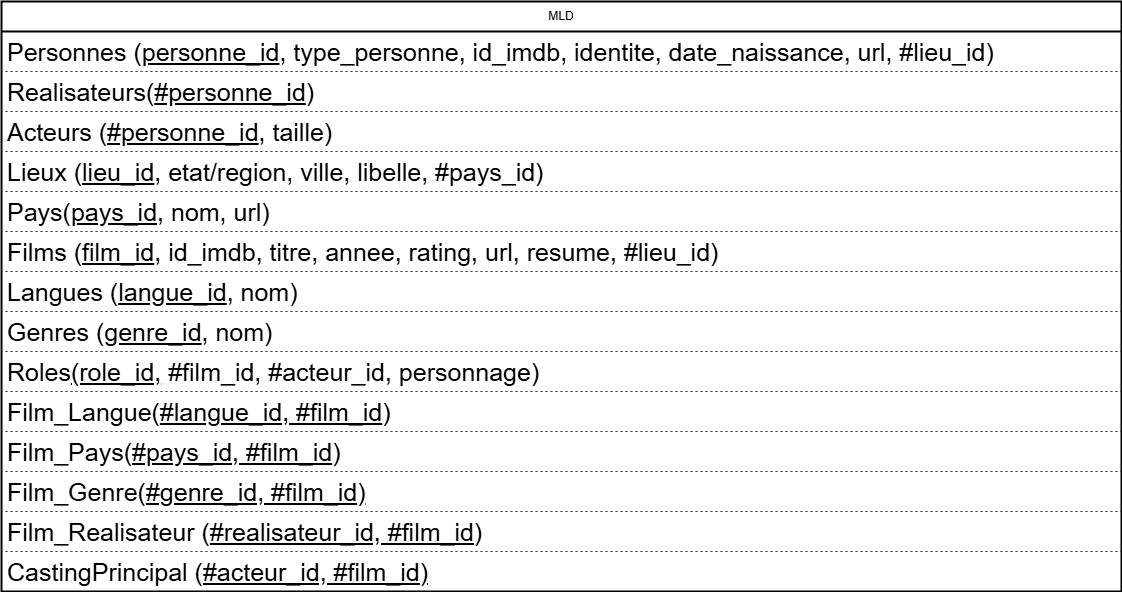 MLD
Personnes (personne_id, type_personne, id_imdb, identite, date_naissance, url, #lieu_id)
Realisateurs(#personne_id)
Acteurs (#personne_id, taille)
Lieux (lieu_id, etat/region, ville, libelle, #pays_id)
Pays(pays_id, nom, url)
Films (film_id, id_imdb, titre, annee, rating, url, resume, #lieu_id)
Langues (langue_id, nom)
Genres (genre_id, nom)
Roles(role_id, #film_id, #acteur_id, personnage)
Film_Langue(#langue_id, #film_id)
Film_Pays(#pays_id, #film_id)
Film_Genre(#genre_id, #film_id)
Film_Realisateur (#realisateur_id, #film_id)
CastingPrincipal (#acteur_id, #film_id)